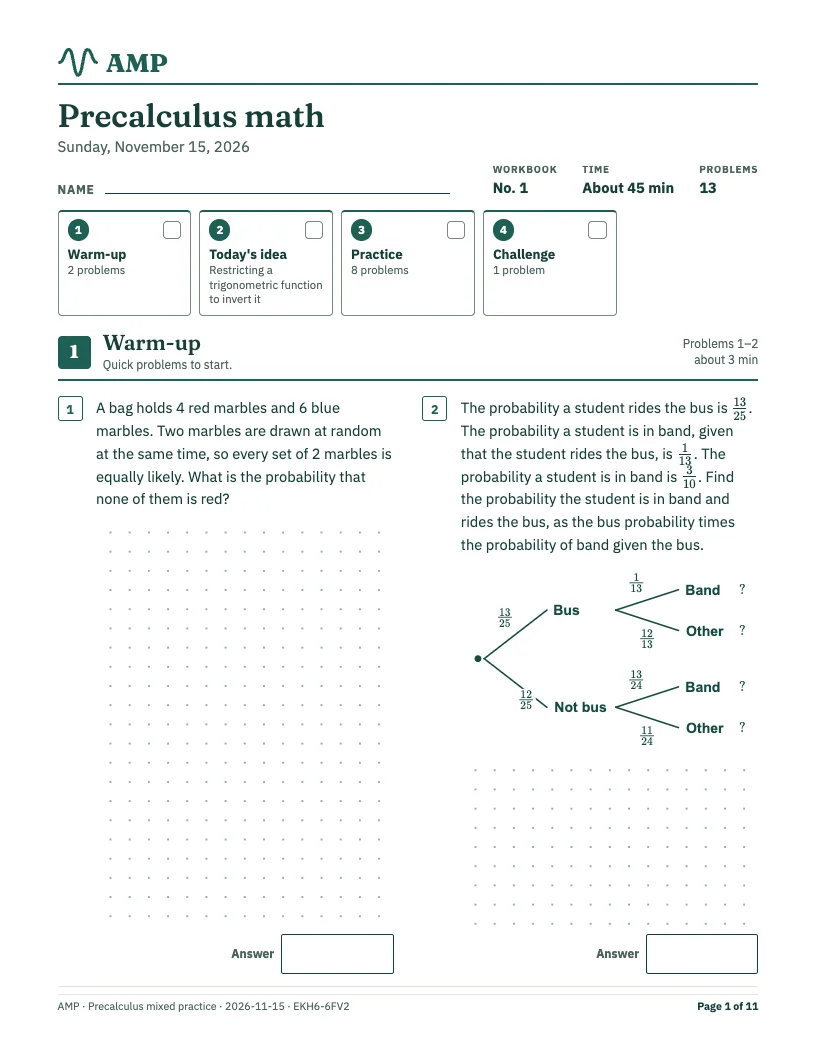 AMP
Precalculus math
Sunday, November 15, 2026
NAME
WORKBOOK
No. 1
TIME
About 45 min
PROBLEMS
13
1
Warm-up
2 problems
2
Today's idea
Restricting a
trigonometric function
to invert it
3
Practice
8 problems
4
Challenge
1 problem
1
Warm-up
Quick problems to start.
Problems 1–2
about 3 min
1
A bag holds 4 red marbles and 6 blue
marbles. Two marbles are drawn at random
at the same time, so every set of 2 marbles is
equally likely. What is the probability that
none of them is red?
Answer
2
The probability a student rides the bus is 13/25.
The probability a student is in band, given
that the student rides the bus, is 1/13. The
probability a student is in band is 3/10. Find
the probability the student is in band and
rides the bus, as the bus probability times
the probability of band given the bus.
13/25
Bus
1/13
Band ?
12/13
Other ?
12/25
Not bus
13/24
Band ?
11/24
Other ?
Answer
AMP · Precalculus mixed practice · 2026-11-15 · EKH6-6FV2
Page 1 of 11